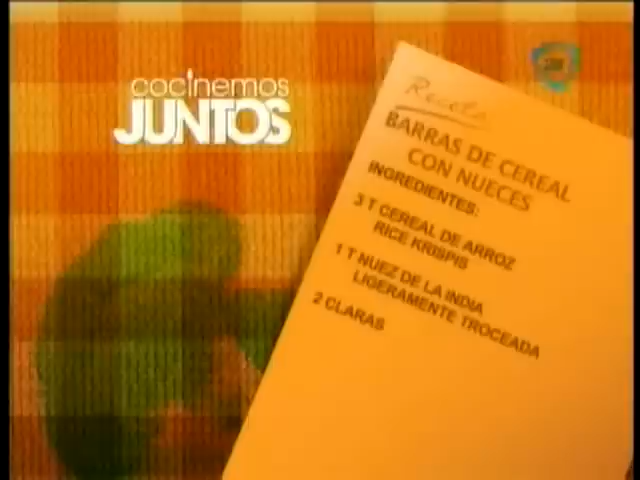 cocinemos
JUNTOS
Receta
BARRAS DE CEREAL
CON NUECES
INGREDIENTES:
3 T CEREAL DE ARROZ
RICE KRISPIS
1 T NUEZ DE LA INDIA
LIGERAMENTE TROCEADA
2 CLARAS